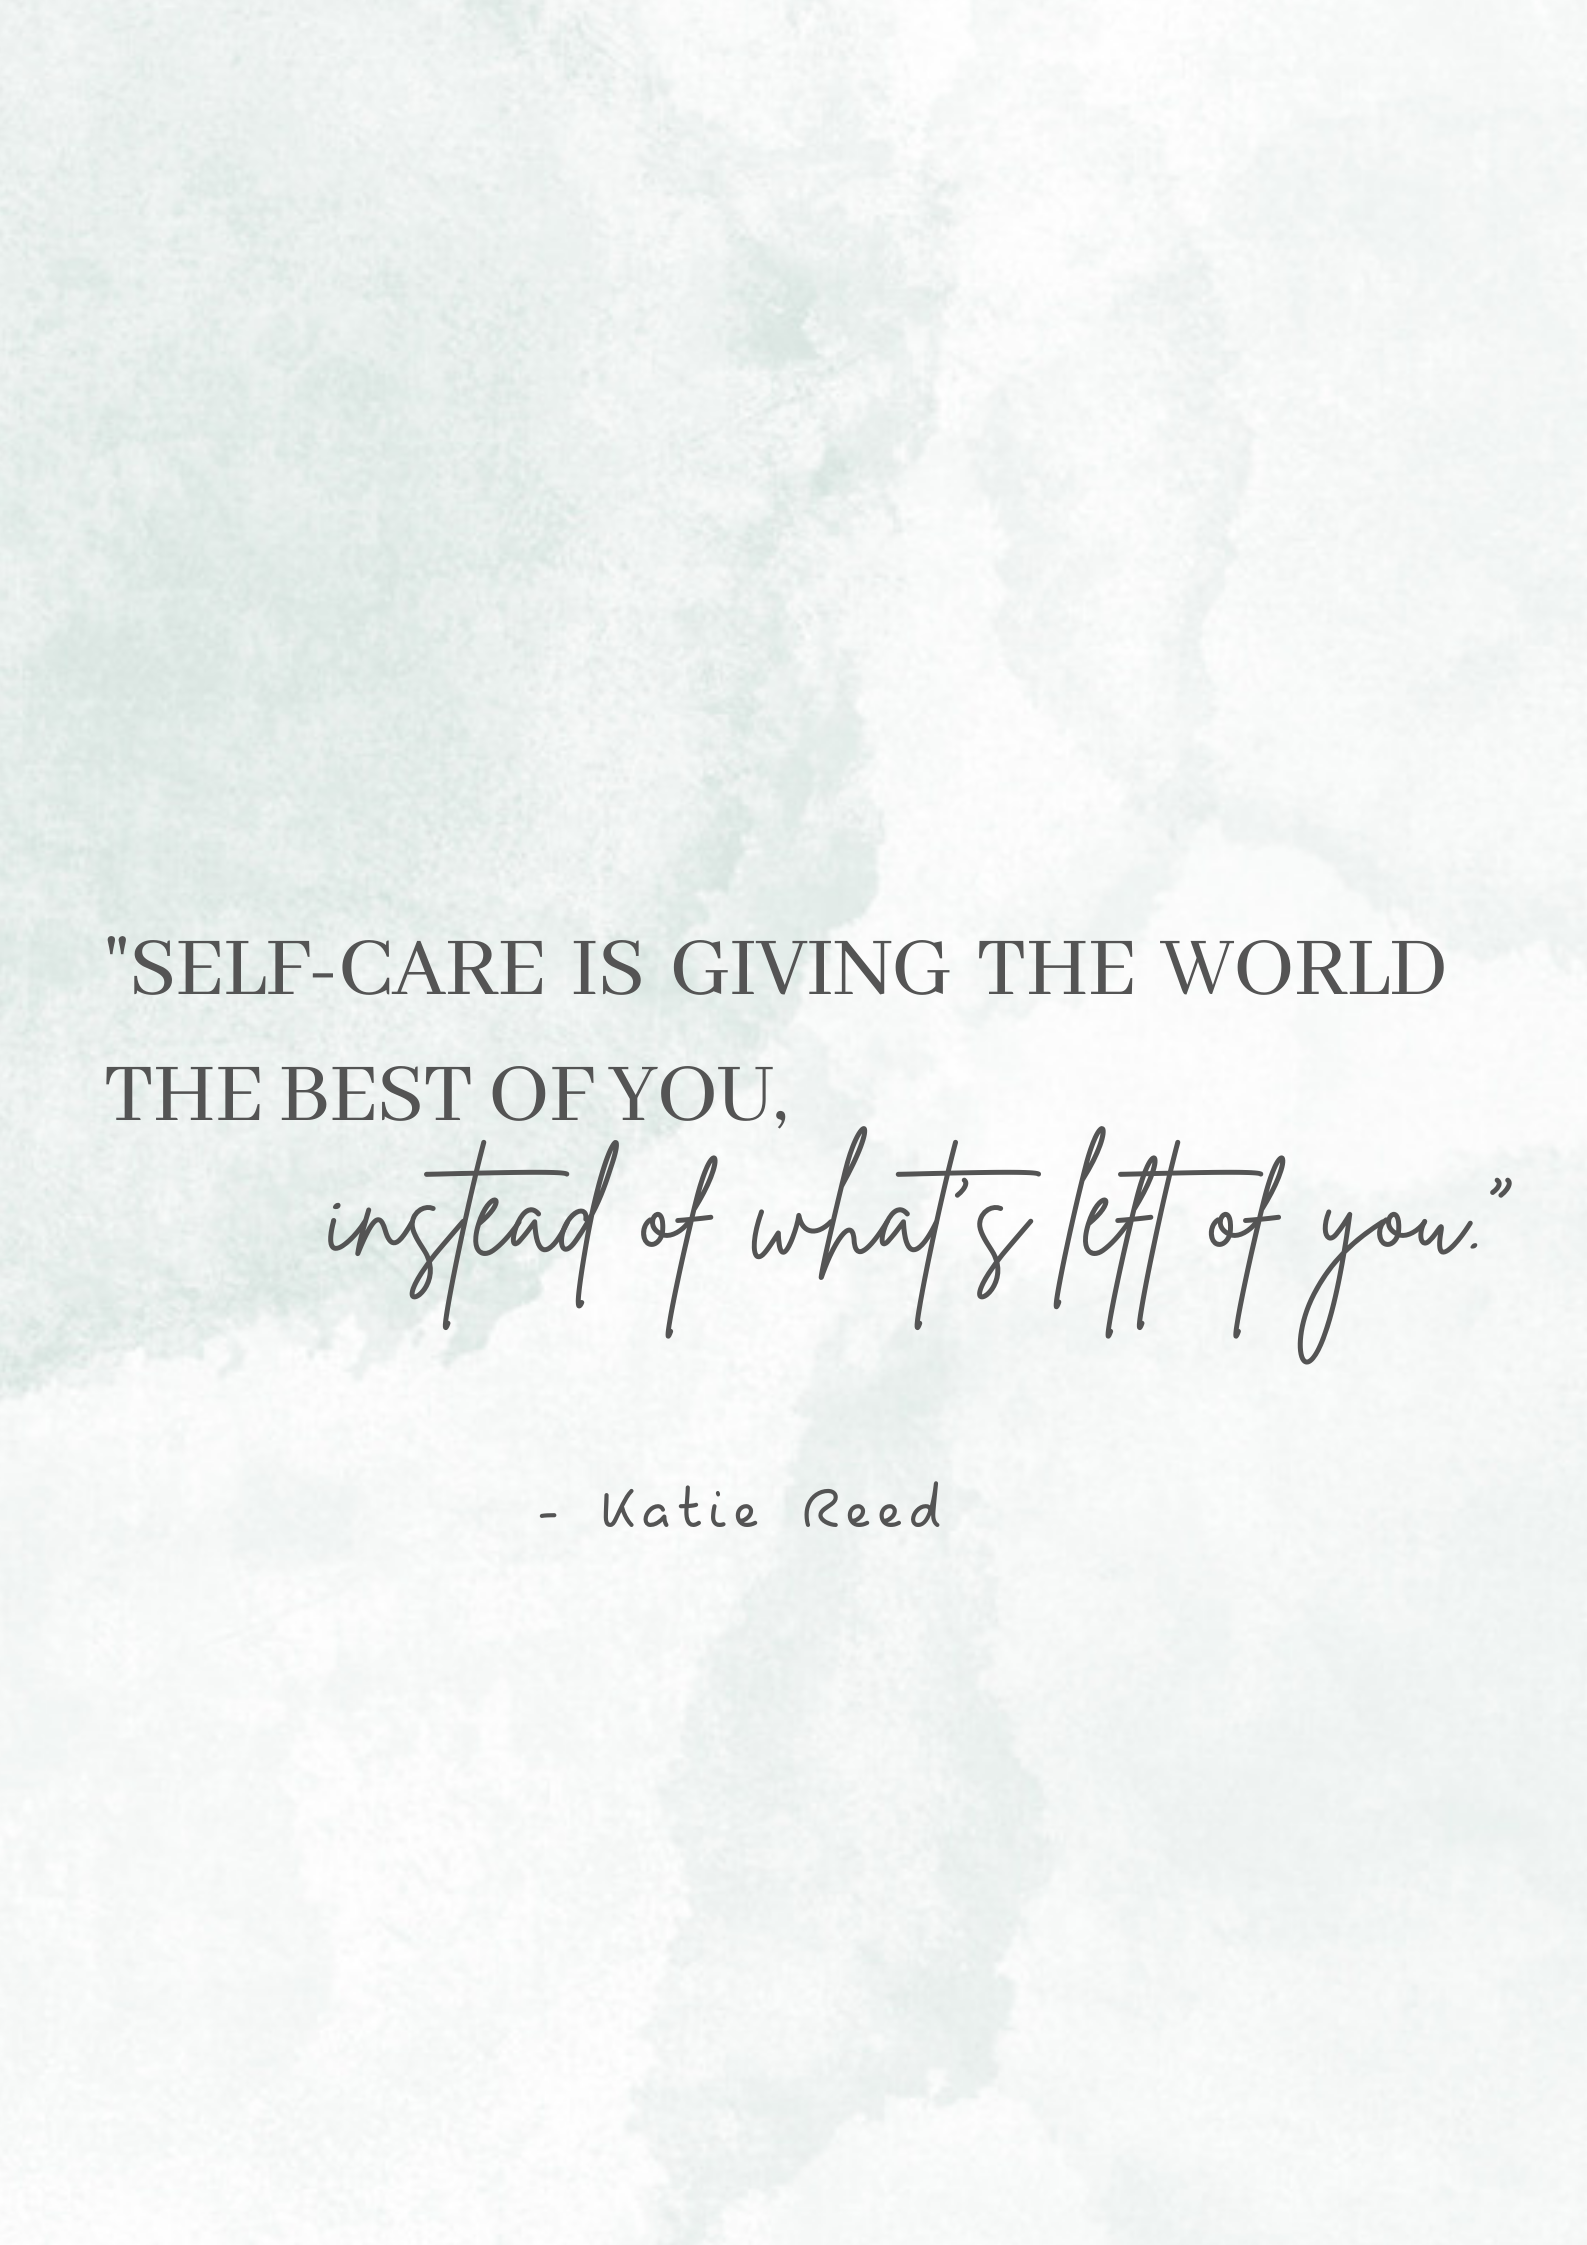 "SELF-CARE IS GIVING THE WORLD
THE BEST OF YOU,
instead of what's left of you.”
- Katie Reed